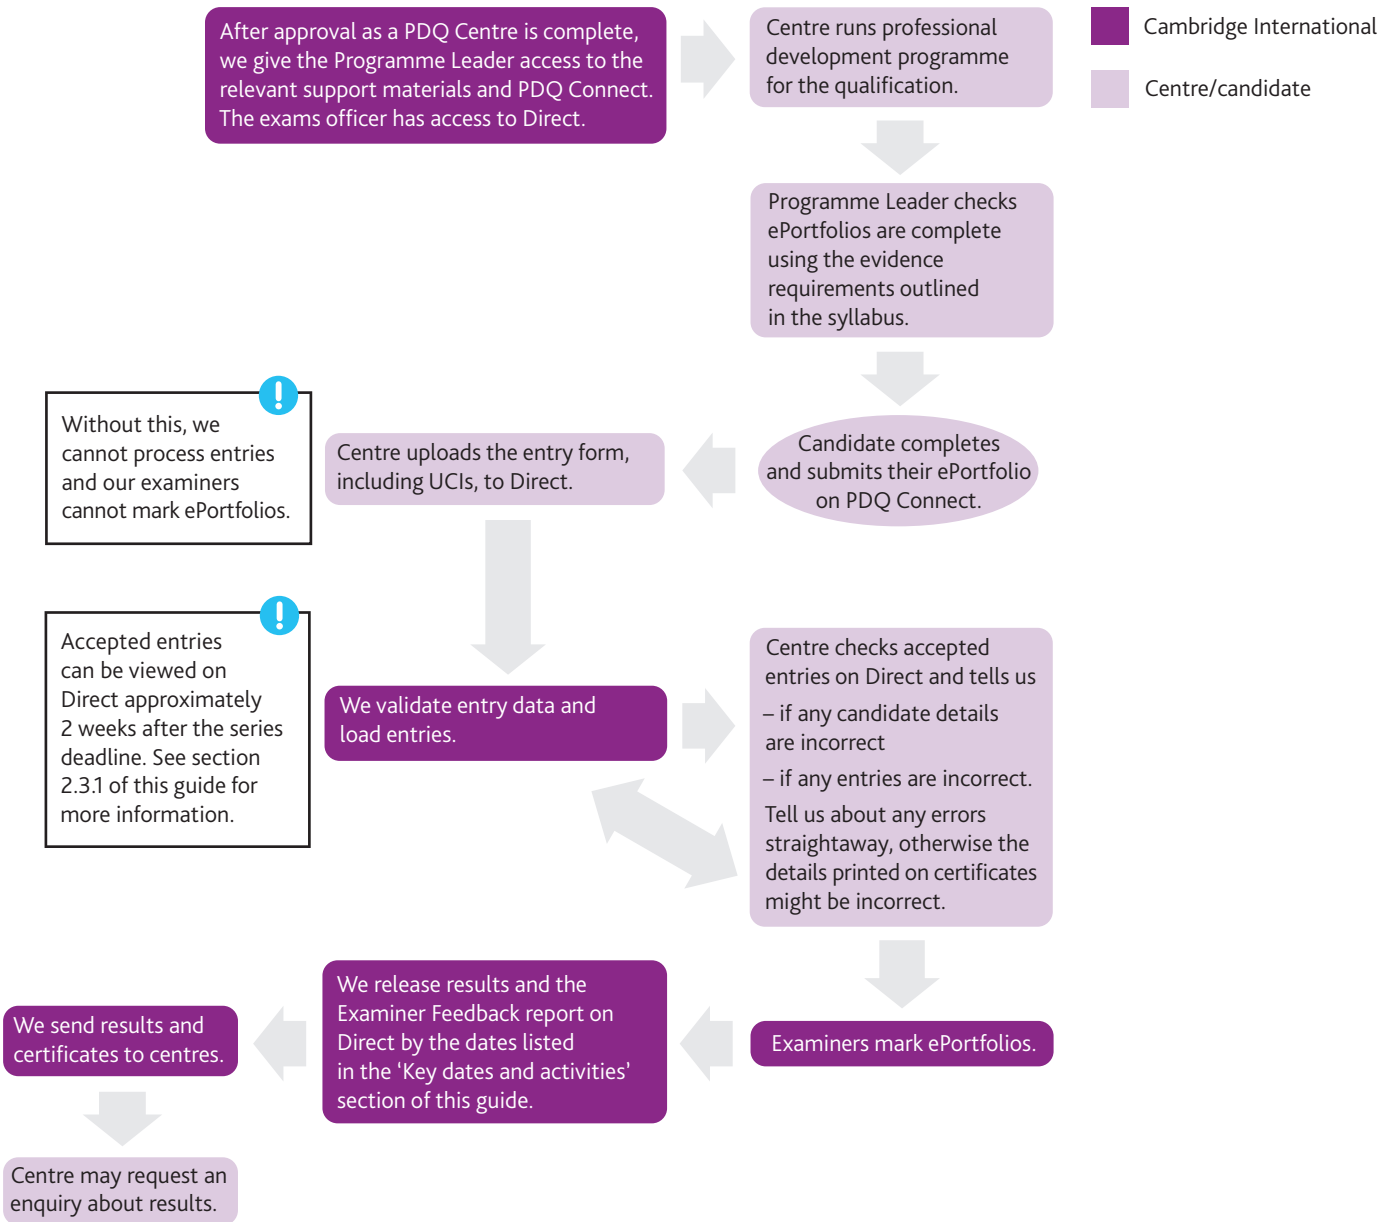 After approval as a PDQ Centre is complete,
we give the Programme Leader access to the
relevant support materials and PDQ Connect.
The exams officer has access to Direct.
Centre runs professional
development programme
for the qualification.
Cambridge International
Centre/candidate
Programme Leader checks
ePortfolios are complete
using the evidence
requirements outlined
in the syllabus.
Candidate completes
and submits their ePortfolio
on PDQ Connect.
Centre uploads the entry form,
including UCIs, to Direct.
!
Without this, we
cannot process entries
and our examiners
cannot mark ePortfolios.
!
Accepted entries
can be viewed on
Direct approximately
2 weeks after the series
deadline. See section
2.3.1 of this guide for
more information.
We validate entry data and
load entries.
Centre checks accepted
entries on Direct and tells us
– if any candidate details
are incorrect
– if any entries are incorrect.
Tell us about any errors
straightaway, otherwise the
details printed on certificates
might be incorrect.
Examiners mark ePortfolios.
We release results and the
Examiner Feedback report on
Direct by the dates listed
in the ‘Key dates and activities’
section of this guide.
We send results and
certificates to centres.
Centre may request an
enquiry about results.